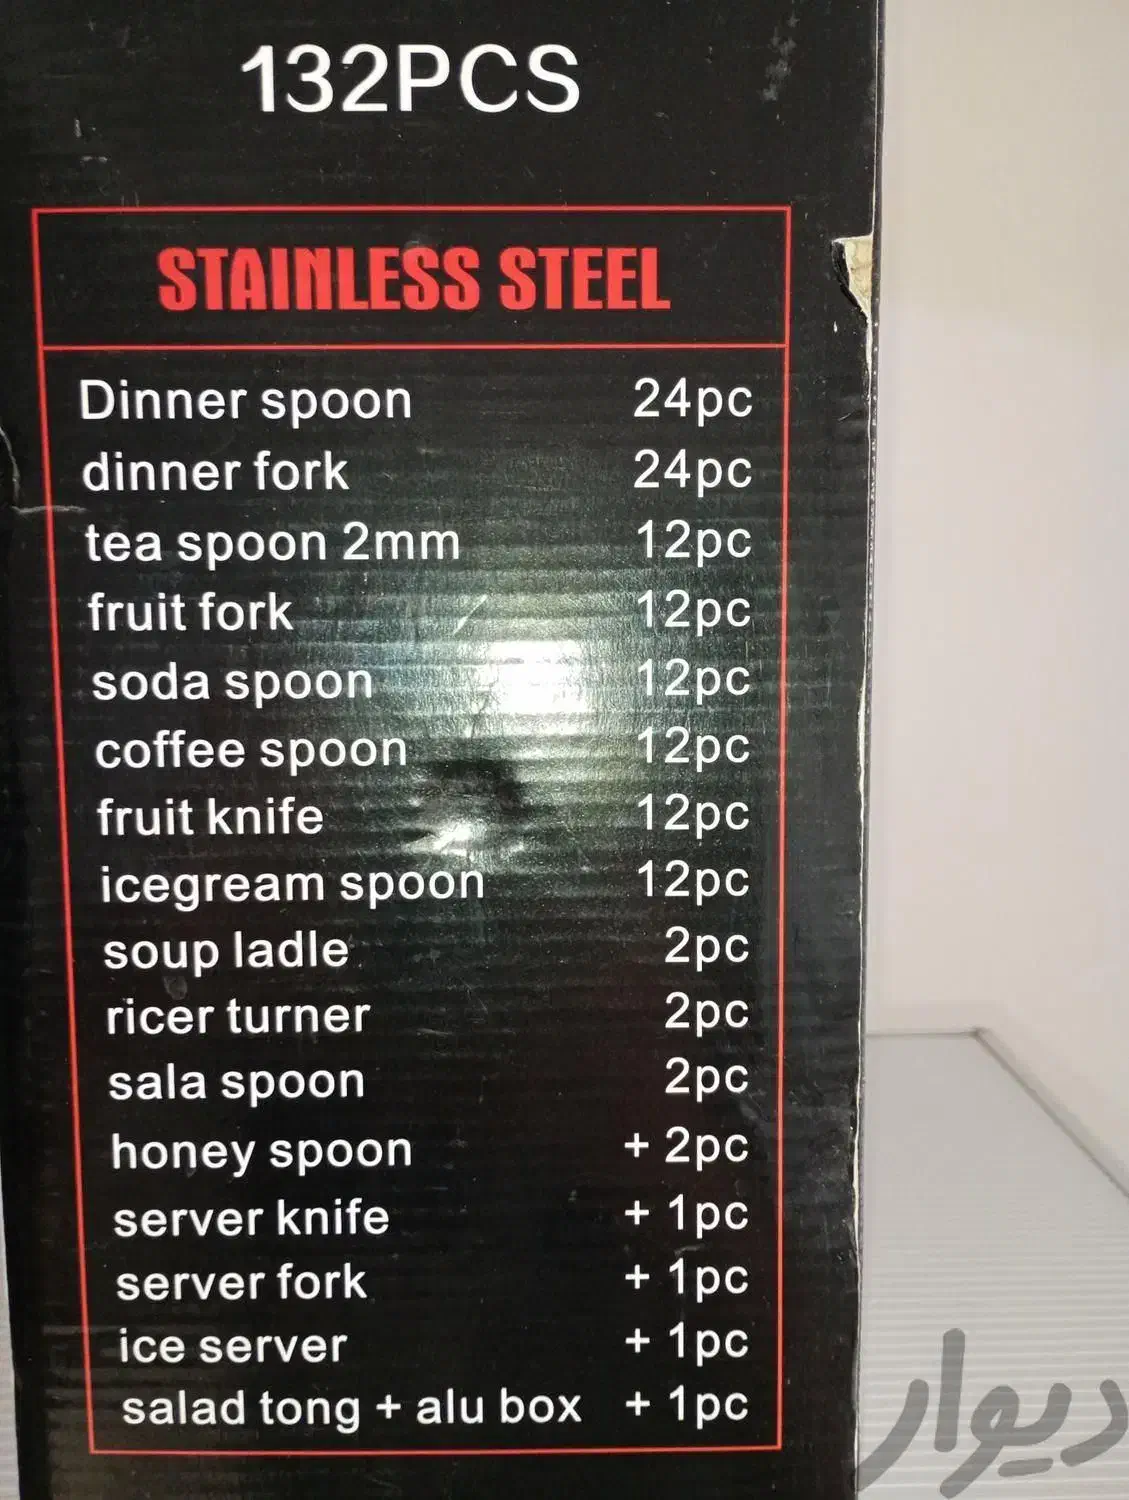 132PCS
STAINLESS STEEL
Dinner spoon 24pc
dinner fork 24pc
tea spoon 2mm 12pc
fruit fork 12pc
soda spoon 12pc
coffee spoon 12pc
fruit knife 12pc
icegream spoon 12pc
soup ladle 2pc
ricer turner 2pc
sala spoon 2pc
honey spoon + 2pc
server knife + 1pc
server fork + 1pc
ice server + 1pc
salad tong + alu box + 1pc
دیوار